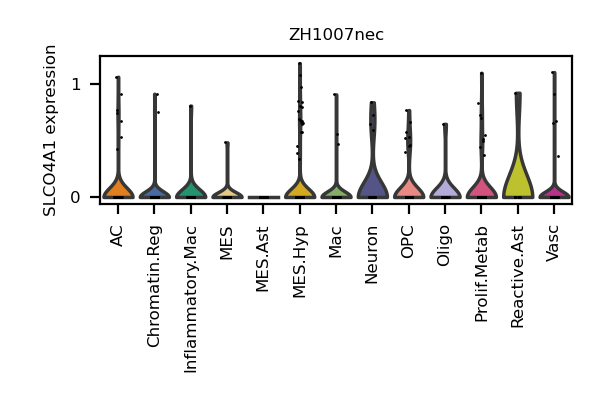 ZH1007nec
SLCO4A1 expression
1
0
AC
Chromatin.Reg
Inflammatory.Mac
MES
MES.Ast
MES.Hyp
Mac
Neuron
OPC
Oligo
Prolif.Metab
Reactive.Ast
Vasc